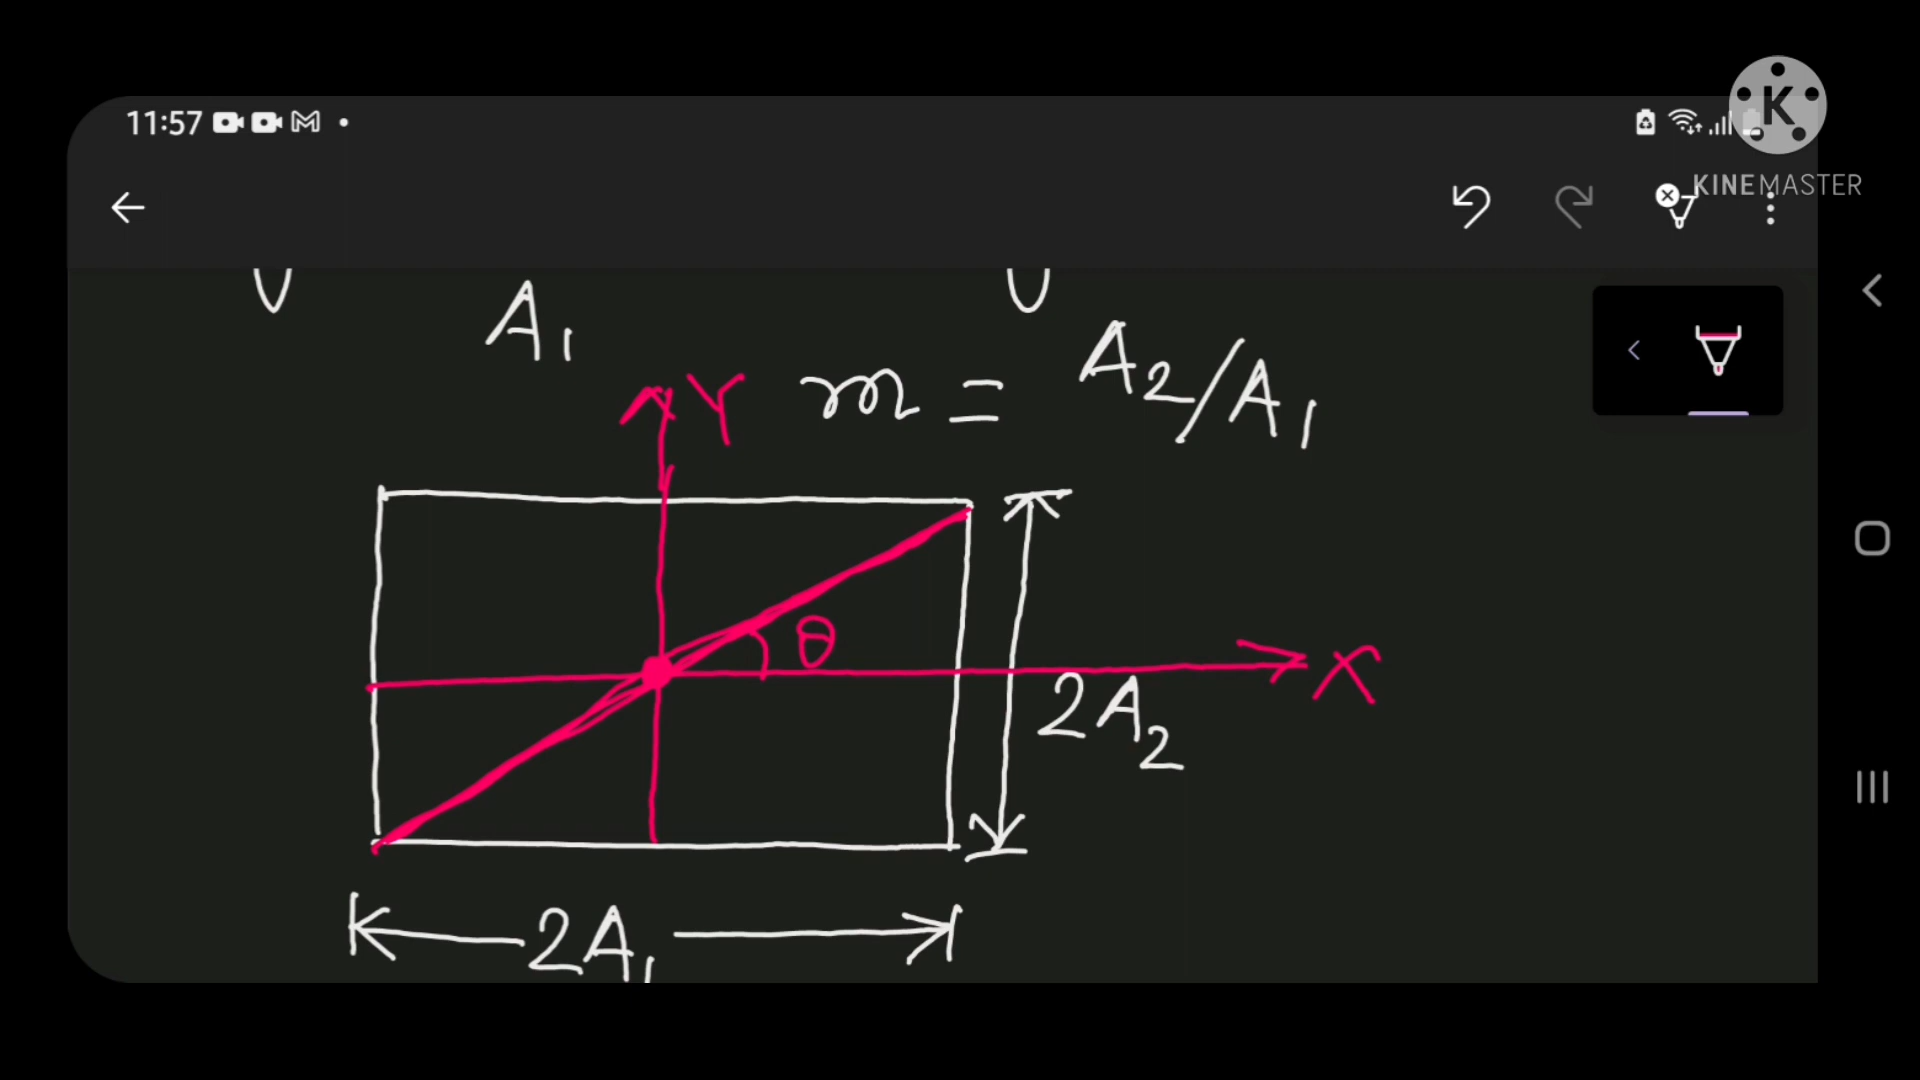 11:57
KINEMASTER
y A1 y
Y m = A2/A1
θ
X
2A2
2A1